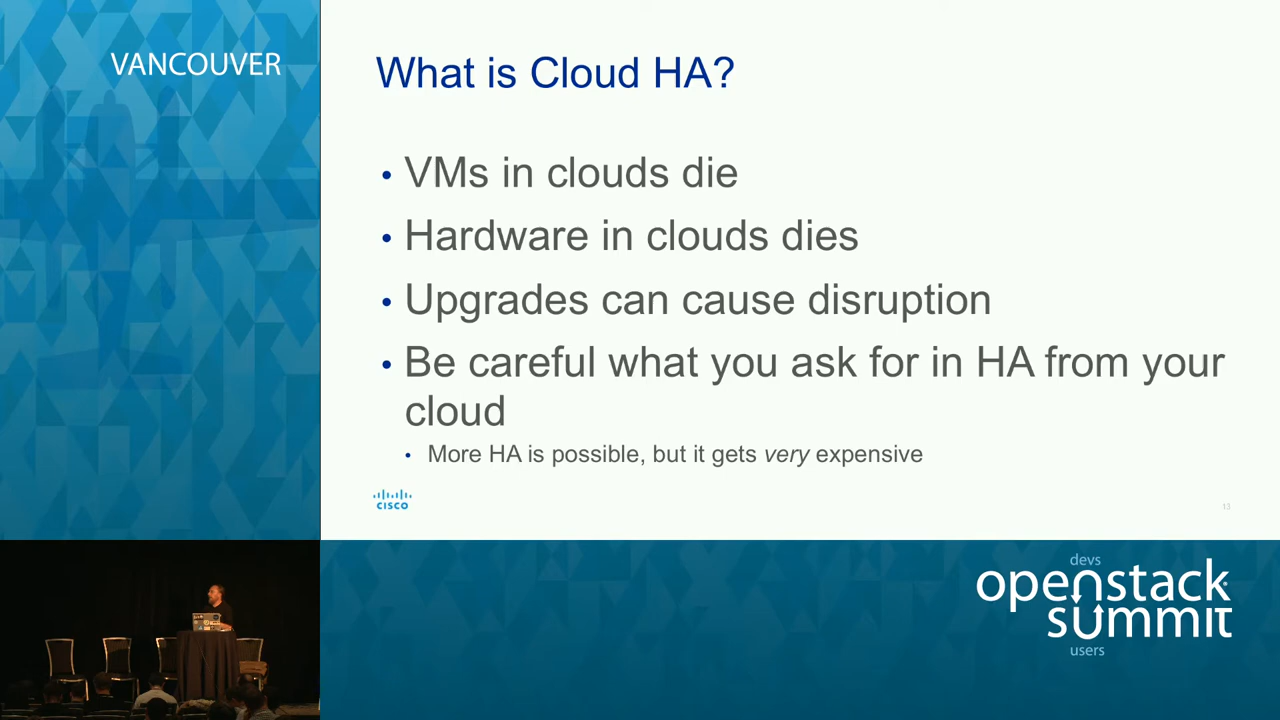 VANCOUVER
What is Cloud HA?
• VMs in clouds die
• Hardware in clouds dies
• Upgrades can cause disruption
• Be careful what you ask for in HA from your
cloud
• More HA is possible, but it gets very expensive
CISCO
13
devs
openstack
summit
users